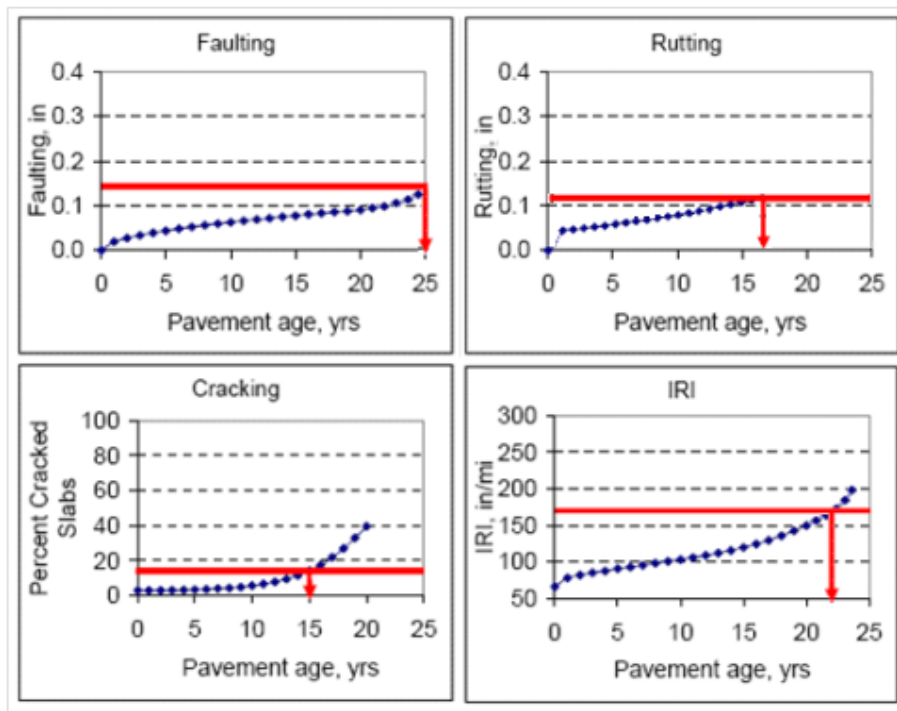 Faulting
0.4
0.3
0.2
0.1
0.0
Faulting, in
0 5 10 15 20 25
Pavement age, yrs
Rutting
0.4
0.3
0.2
0.1
0.0
Rutting, in
0 5 10 15 20 25
Pavement age, yrs
Cracking
100
80
60
40
20
0
Percent Cracked
Slabs
0 5 10 15 20 25
Pavement age, yrs
IRI
300
250
200
150
100
50
IRI, in/mi
0 5 10 15 20 25
Pavement age, yrs